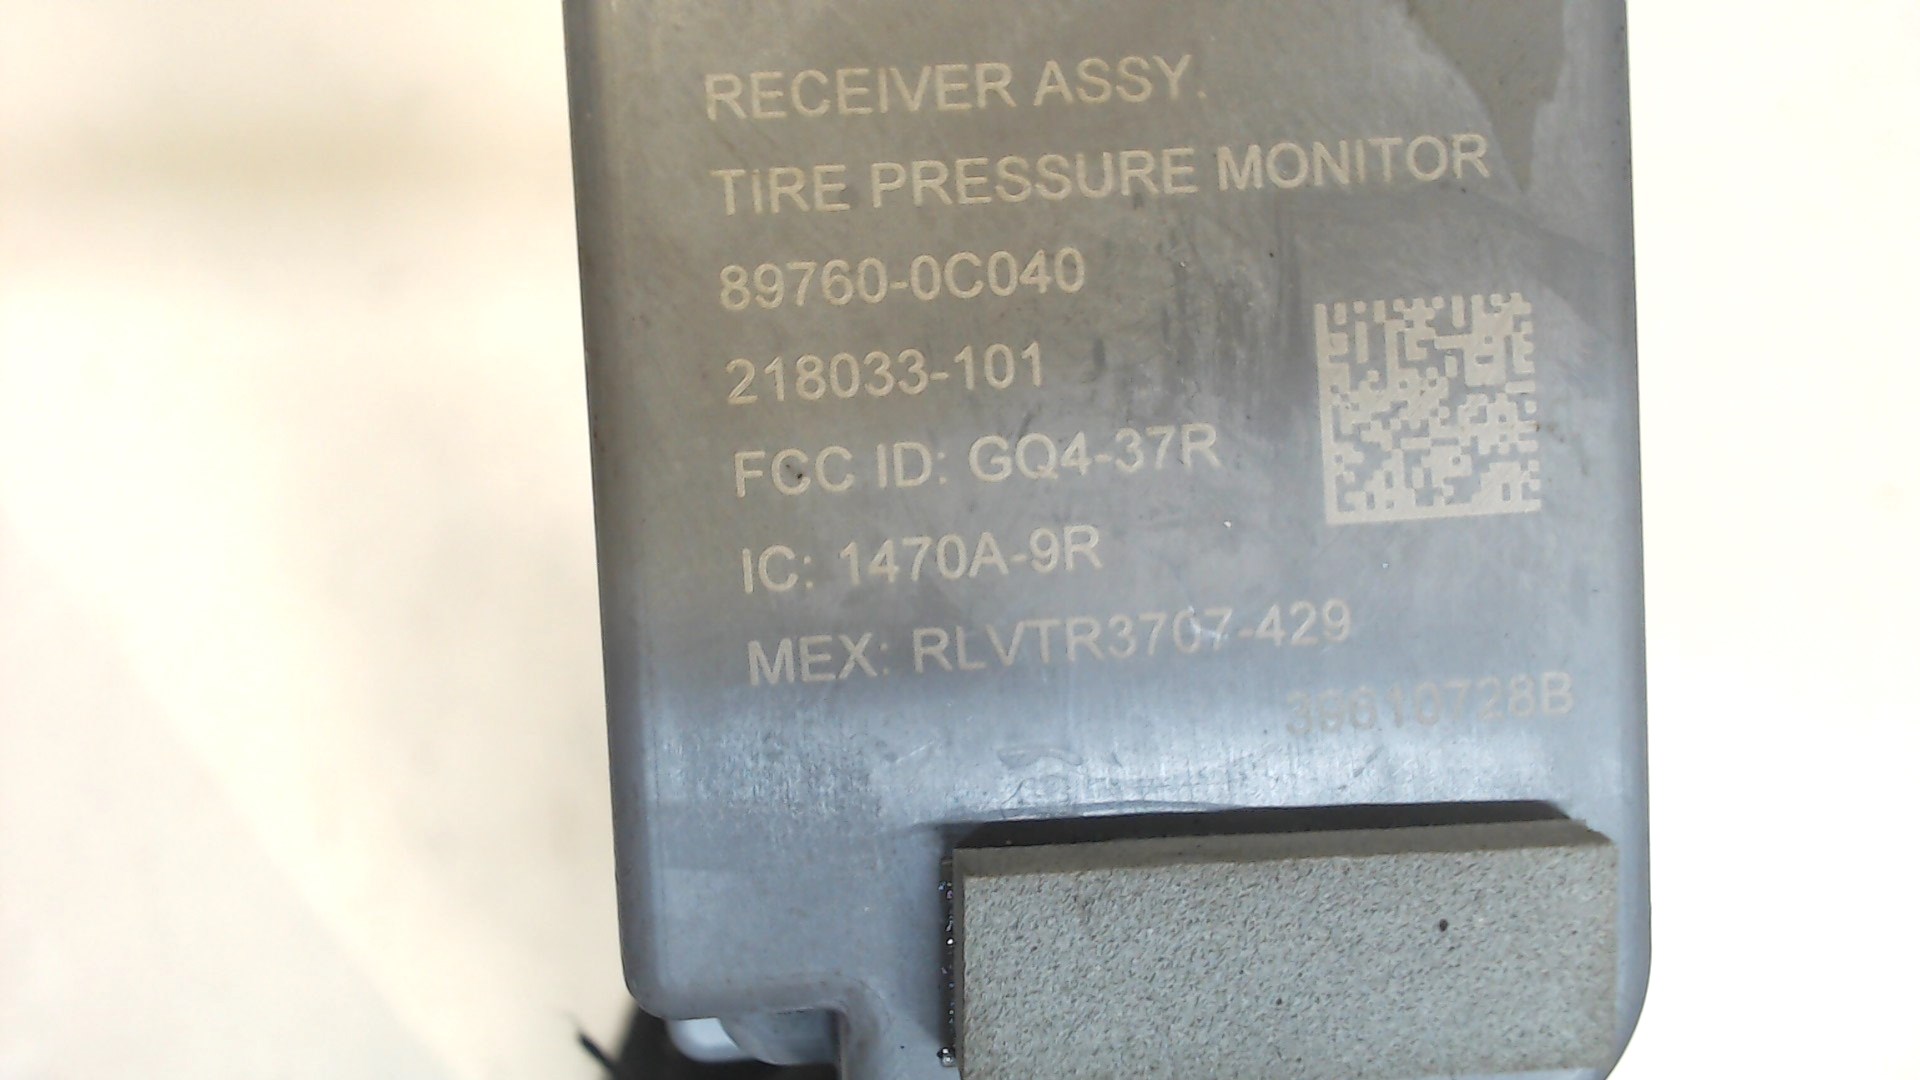 RECEIVER ASSY.
TIRE PRESSURE MONITOR
89760-0C040
218033-101
FCC ID: GQ4-37R
IC: 1470A-9R
MEX: RLVTR3707-429
39610728B